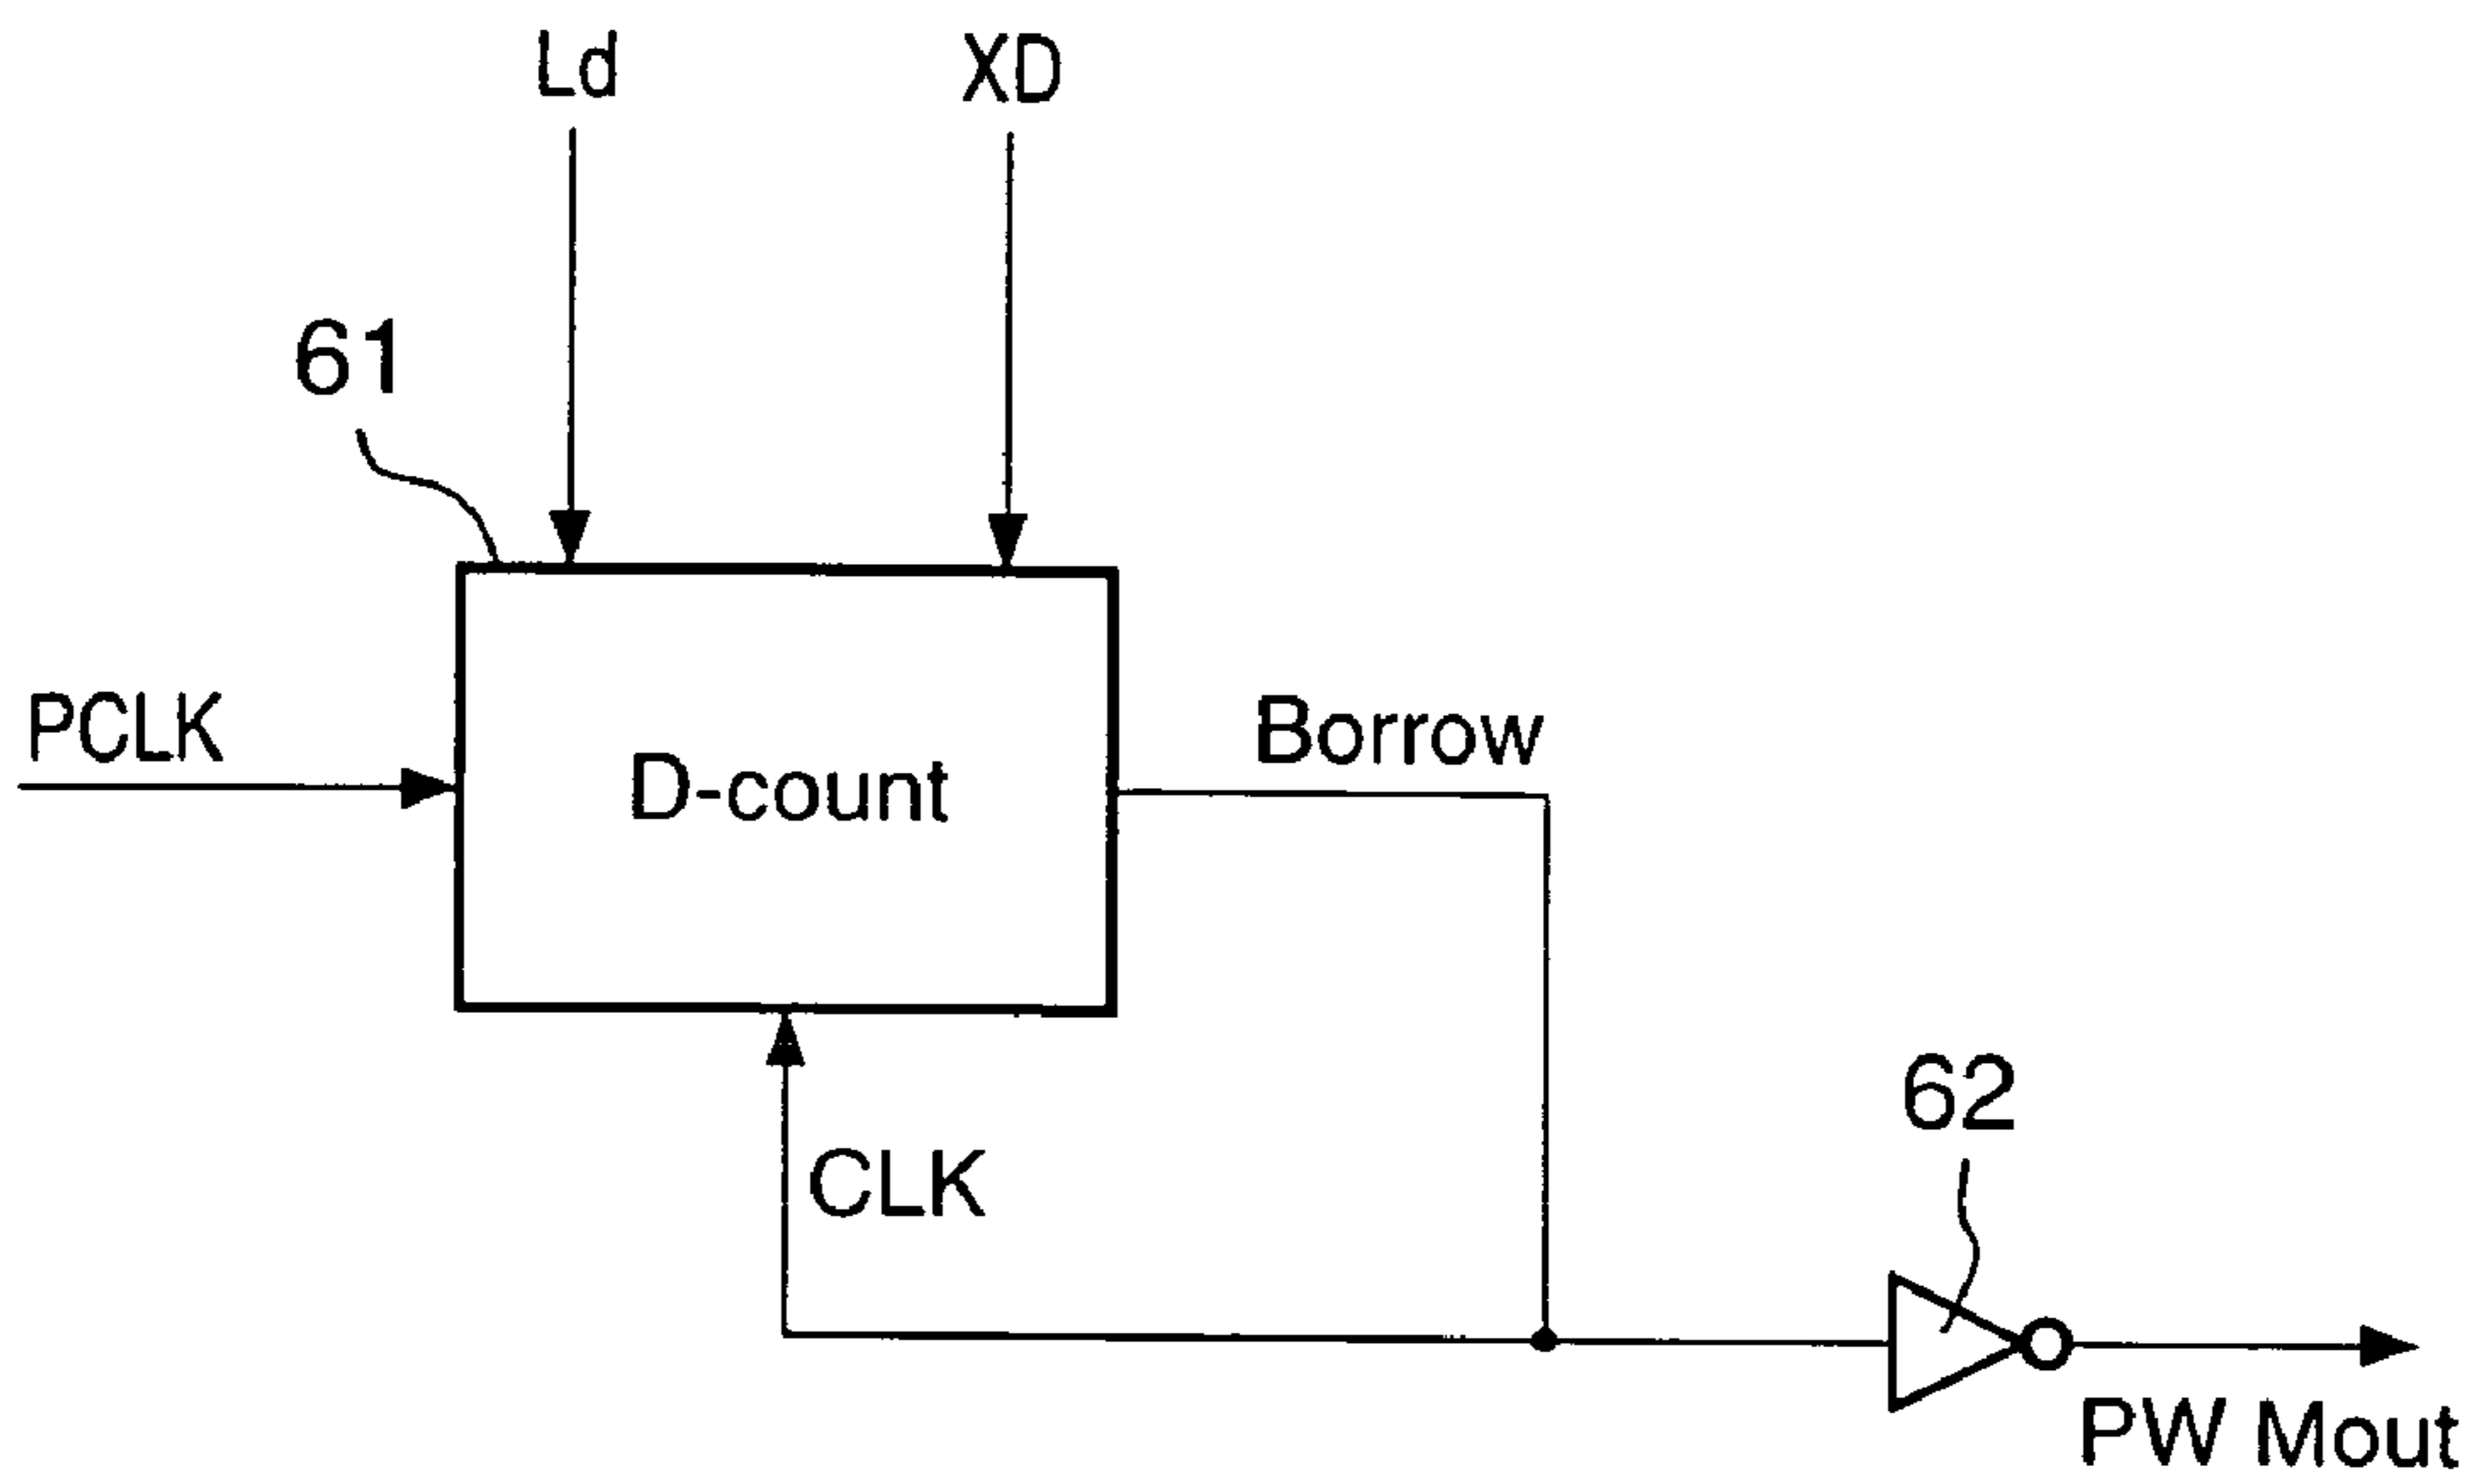 Ld
XD
61
PCLK
D-count
Borrow
CLK
62
PW Mout